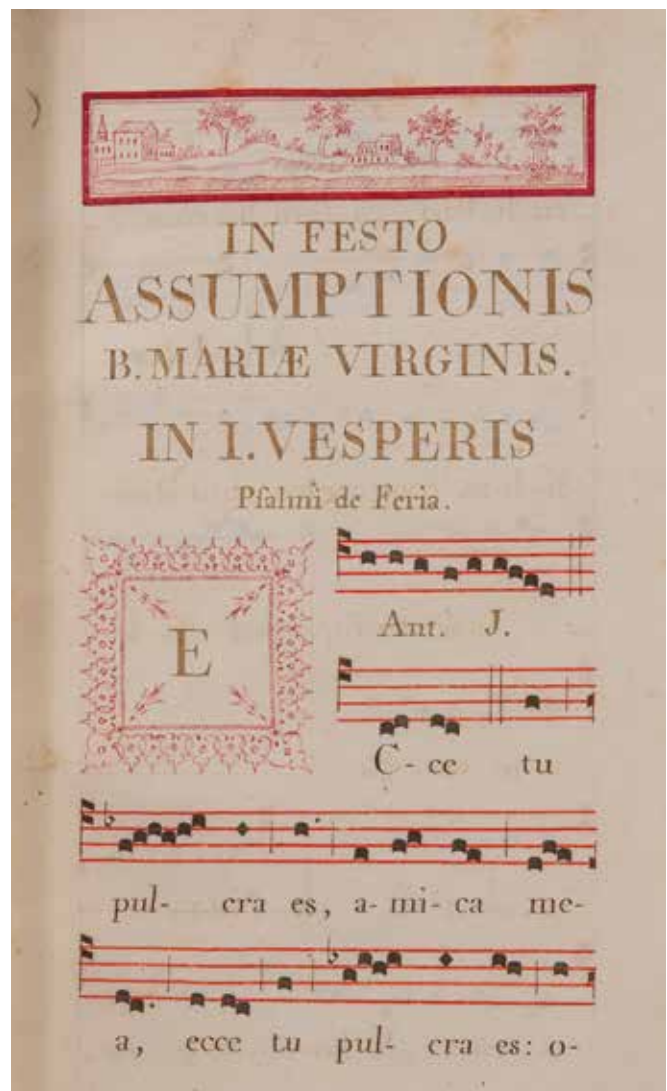 IN FESTO
ASSUMPTIONIS
B. MARIÆ VIRGINIS.
IN I. VESPERIS
Pſalmi de Feria.
Ant. J.
E
C- ce tu
pul- cra es, a- mi- ca me-
a, ecce tu pul- cra es: o-